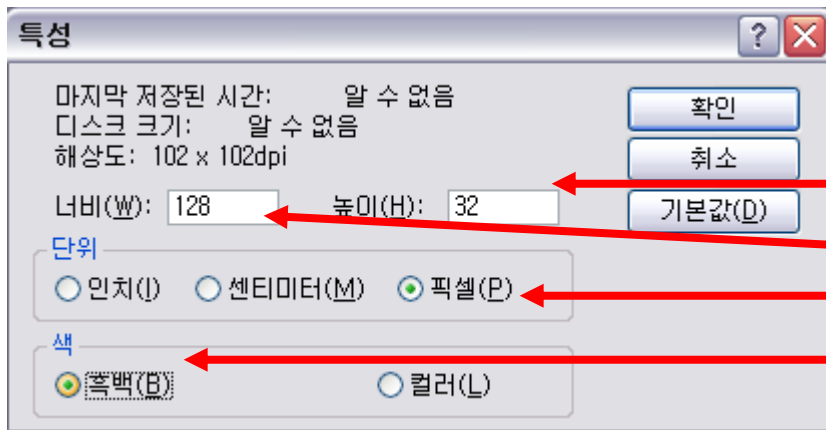 특성
마지막 저장된 시간: 알 수 없음
디스크 크기: 알 수 없음
해상도: 102 x 102dpi
너비(W): 128 높이(H): 32
단위
인치(I) 센티미터(M) 픽셀(P)
색
흑백(B) 컬러(L)
확인
취소
기본값(D)